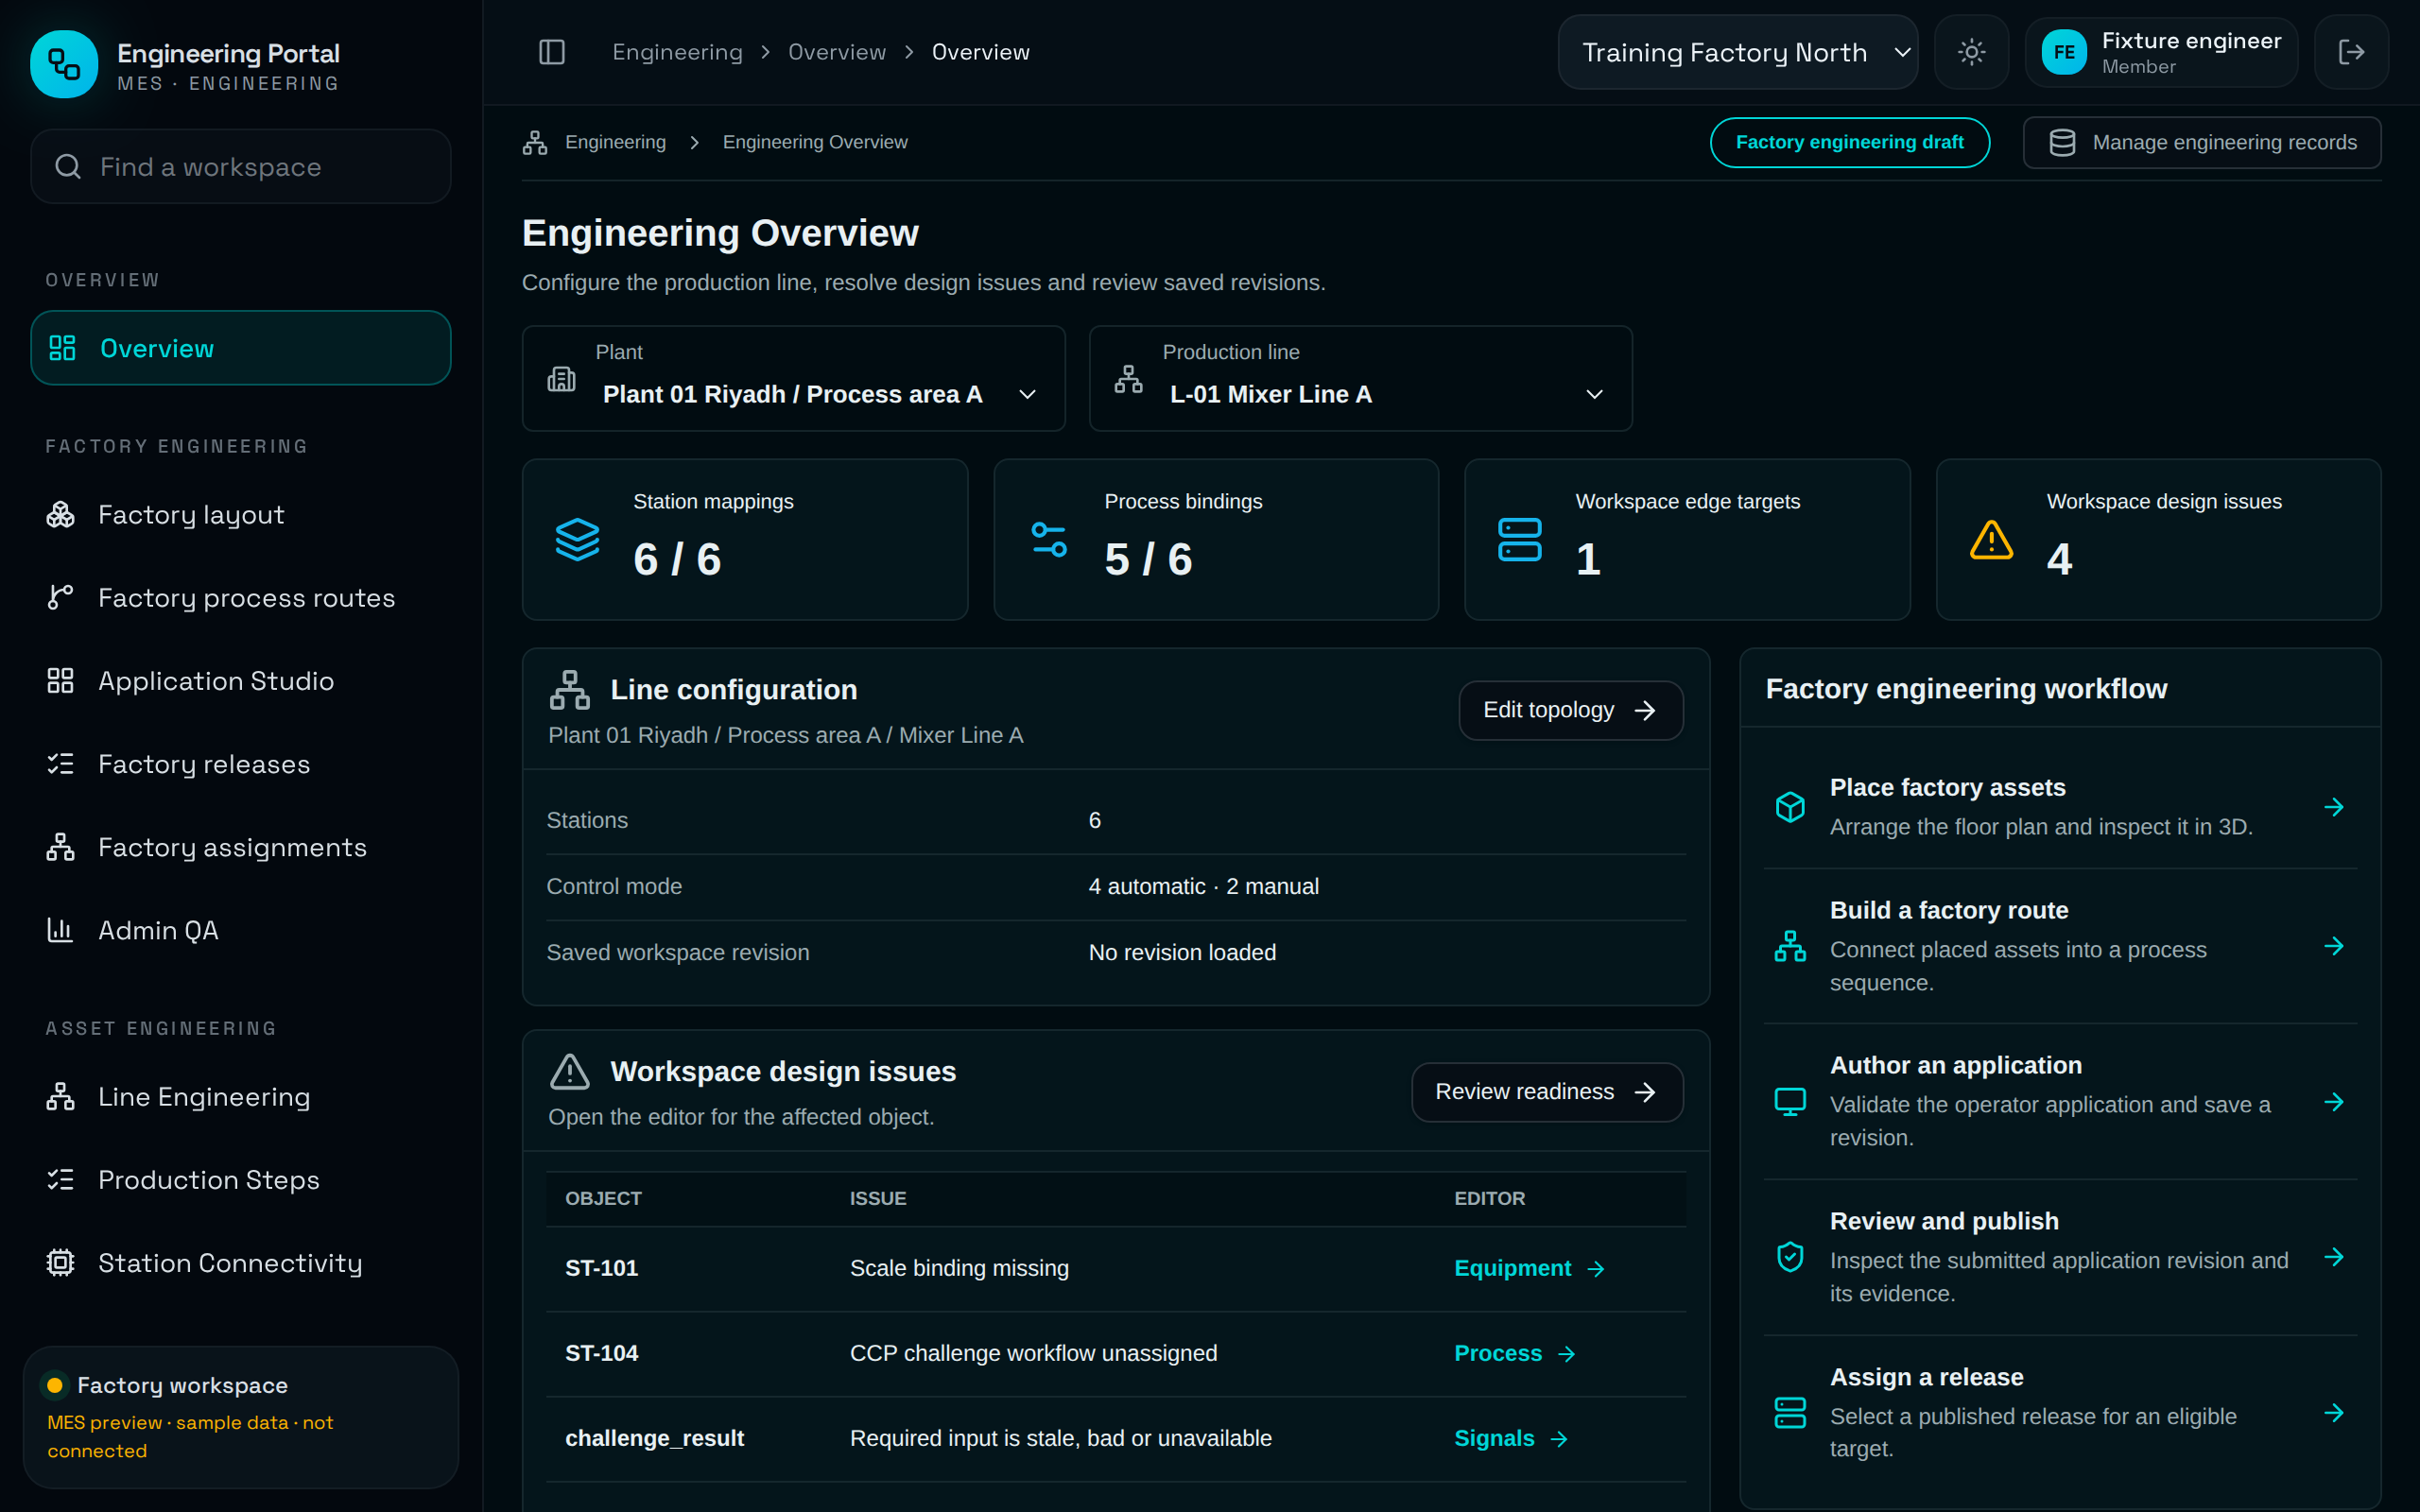 Engineering Portal
MES · ENGINEERING
Find a workspace
OVERVIEW
Overview
FACTORY ENGINEERING
Factory layout
Factory process routes
Application Studio
Factory releases
Factory assignments
Admin QA
ASSET ENGINEERING
Line Engineering
Production Steps
Station Connectivity
Factory workspace
MES preview · sample data · not
connected
Engineering > Overview > Overview
Training Factory North
FE
Fixture engineer
Member
Engineering > Engineering Overview
Factory engineering draft
Manage engineering records
Engineering Overview
Configure the production line, resolve design issues and review saved revisions.
Plant
Plant 01 Riyadh / Process area A
Production line
L-01 Mixer Line A
Station mappings
6 / 6
Process bindings
5 / 6
Workspace edge targets
1
Workspace design issues
4
Line configuration
Plant 01 Riyadh / Process area A / Mixer Line A
Edit topology
Stations 6
Control mode 4 automatic · 2 manual
Saved workspace revision No revision loaded
Workspace design issues
Open the editor for the affected object.
Review readiness
OBJECT ISSUE EDITOR
ST-101 Scale binding missing Equipment
ST-104 CCP challenge workflow unassigned Process
challenge_result Required input is stale, bad or unavailable Signals
Factory engineering workflow
Place factory assets
Arrange the floor plan and inspect it in 3D.
Build a factory route
Connect placed assets into a process
sequence.
Author an application
Validate the operator application and save a
revision.
Review and publish
Inspect the submitted application revision and
its evidence.
Assign a release
Select a published release for an eligible
target.